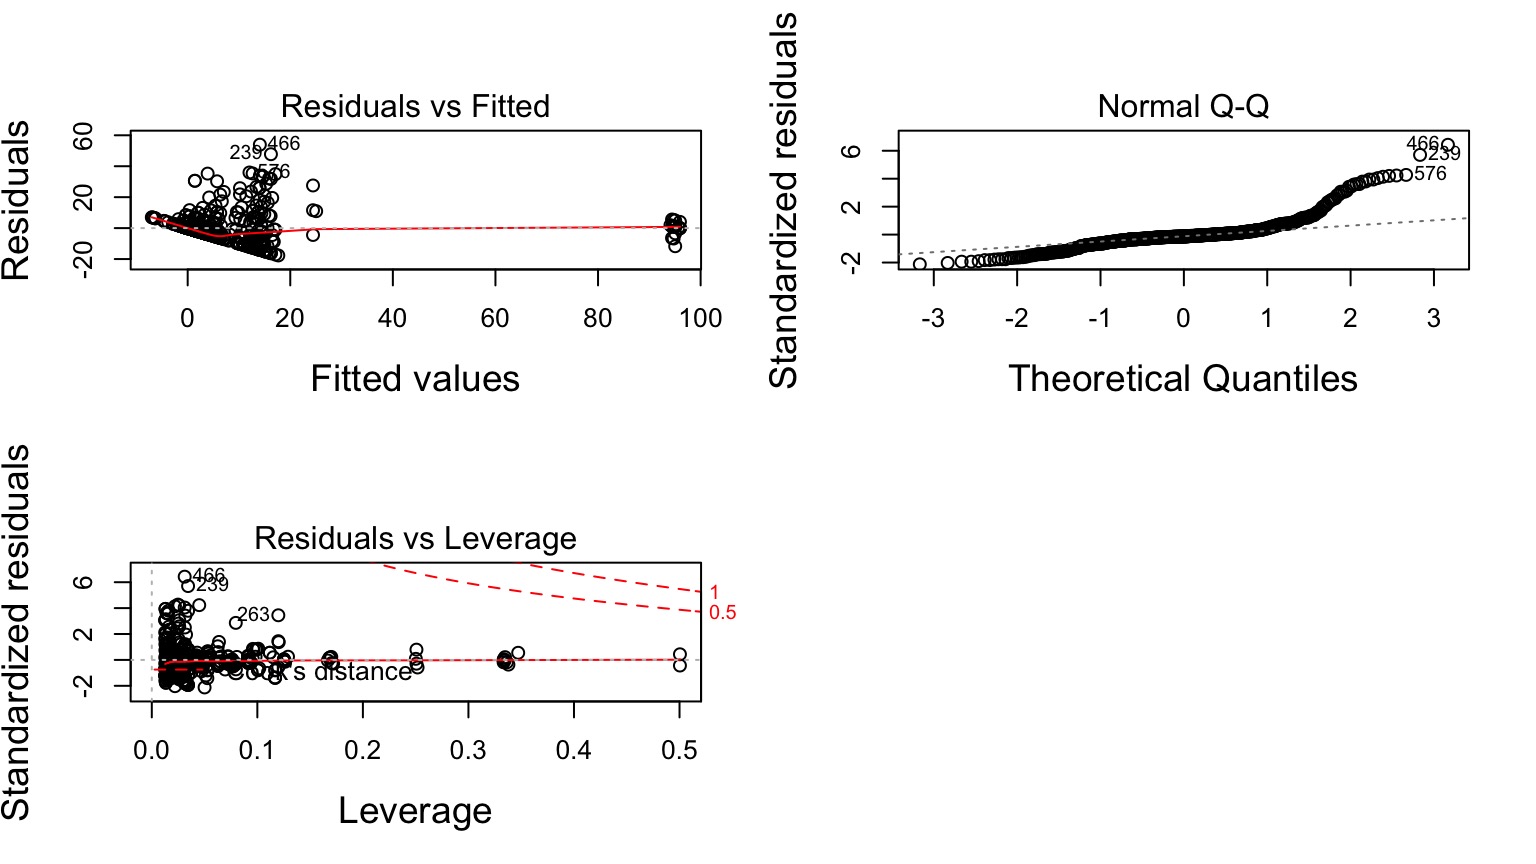 Residuals vs Fitted
Residuals
60
20
-20
466
239
576
0 20 40 60 80 100
Fitted values
Normal Q-Q
Standardized residuals
6
2
-2
466
239
576
-3 -2 -1 0 1 2 3
Theoretical Quantiles
Residuals vs Leverage
Standardized residuals
6
2
-2
466
239
263
1
0.5
's distance
0.0 0.1 0.2 0.3 0.4 0.5
Leverage